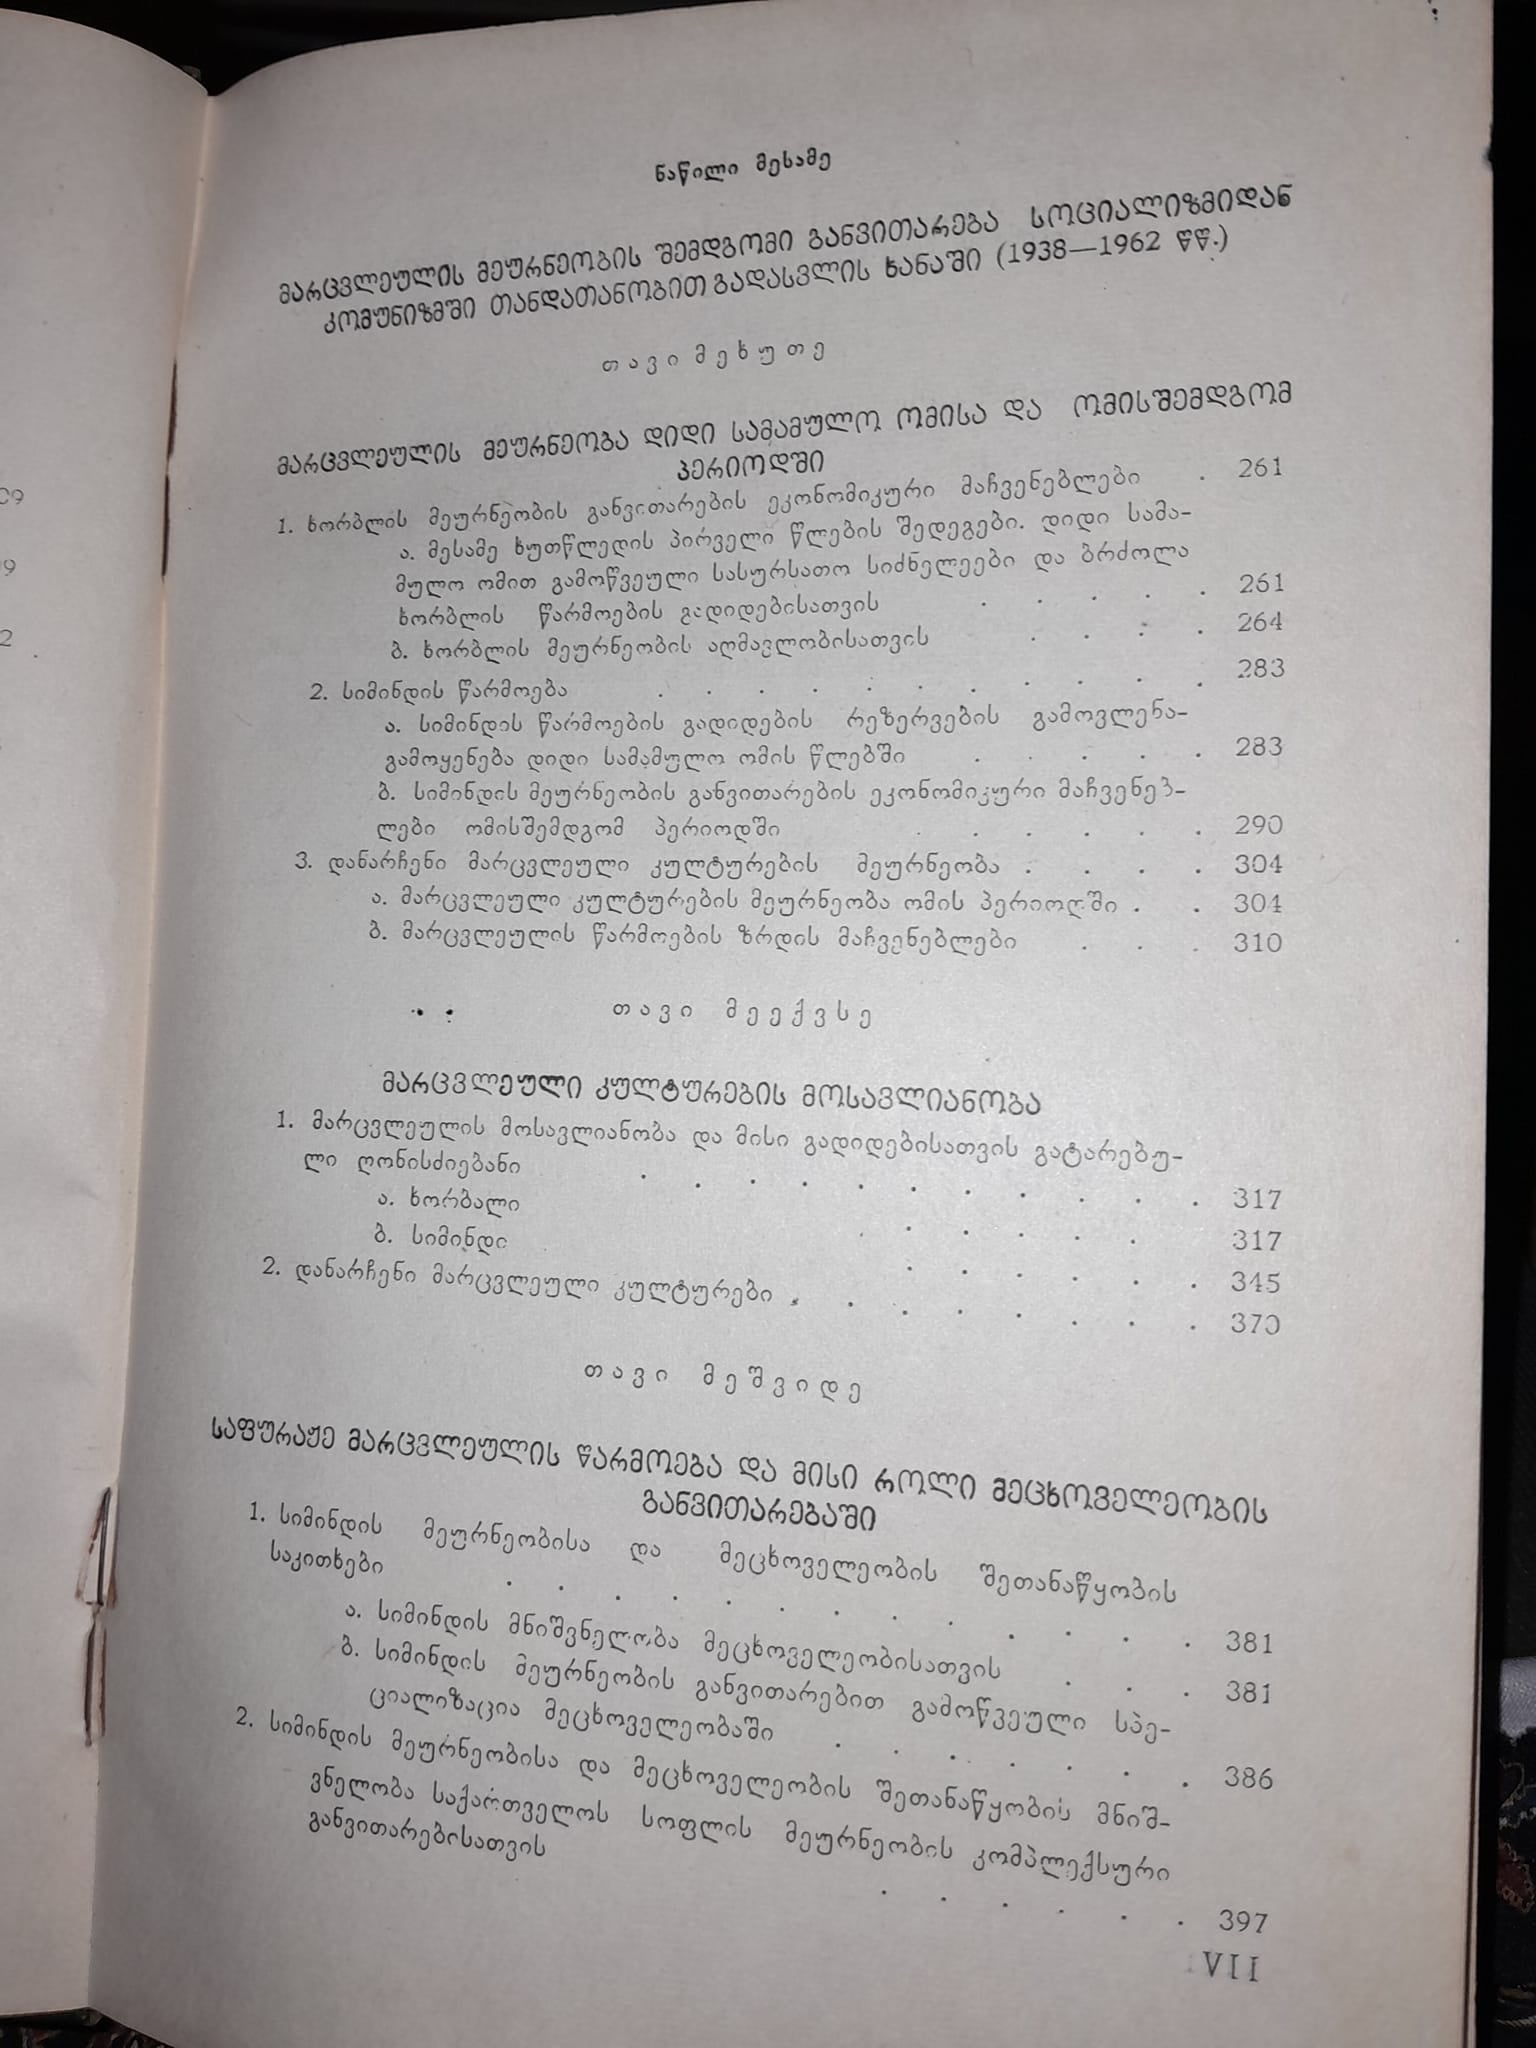 ნაწილი მესამე
მარცვლეულის მეურნეობის შემდგომი განვითარება სოციალიზმიდან
კომუნიზმში თანდათანობით გადასვლის ხანაში (1938—1962 წწ.)
თავი მეხუთე
მარცვლეულის მეურნეობა დიდი სამამულო ომისა და ომისშემდგომ
პერიოდში
1. ხორბლის მეურნეობის განვითარების ეკონომიკური მაჩვენებლები . 261
ა. მესამე ხუთწლედის პირველი წლების შედეგები. დიდი სამა-
მულო ომით გამოწვეული სასურსათო სიძნელეები და ბრძოლა
ხორბლის წარმოების გადიდებისათვის . . . . . 261
ბ. ხორბლის მეურნეობის აღმავლობისათვის . . . . 264
2. სიმინდის წარმოება . . . . . . . . . . . 283
ა. სიმინდის წარმოების გადიდების რეზერვების გამოვლენა-
გამოყენება დიდი სამამულო ომის წლებში . . . . . 283
ბ. სიმინდის მეურნეობის განვითარების ეკონომიკური მაჩვენებ-
ლები ომისშემდგომ პერიოდში . . . . . . 290
3. დანარჩენი მარცვლეული კულტურების მეურნეობა . . . . 304
ა. მარცვლეული კულტურების მეურნეობა ომის პერიოდში . . 304
ბ. მარცვლეულის წარმოების ზრდის მაჩვენებლები . . . 310
თავი მეექვსე
მარცვლეული კულტურების მოსავლიანობა
1. მარცვლეულის მოსავლიანობა და მისი გადიდებისათვის გატარებუ-
ლი ღონისძიებანი . . . . . . . . . . . 317
ა. ხორბალი . . . . . 317
ბ. სიმინდი . . . . . . 345
2. დანარჩენი მარცვლეული კულტურები . . . . . . . . 370
თავი მეშვიდე
საფურაჟე მარცვლეულის წარმოება და მისი როლი მეცხოველეობის
განვითარებაში
1. სიმინდის მეურნეობისა და მეცხოველეობის შეთანაწყობის
საკითხები . . . . . . . . . . . . . 381
ა. სიმინდის მნიშვნელობა მეცხოველეობისათვის . . . 381
ბ. სიმინდის მეურნეობის განვითარებით გამოწვეული სპე-
ციალიზაცია მეცხოველეობაში . . . . . . . 386
2. სიმინდის მეურნეობისა და მეცხოველეობის შეთანაწყობის მნიშ-
ვნელობა საქართველოს სოფლის მეურნეობის კომპლექსური
განვითარებისათვის . . . . . . 397
VII